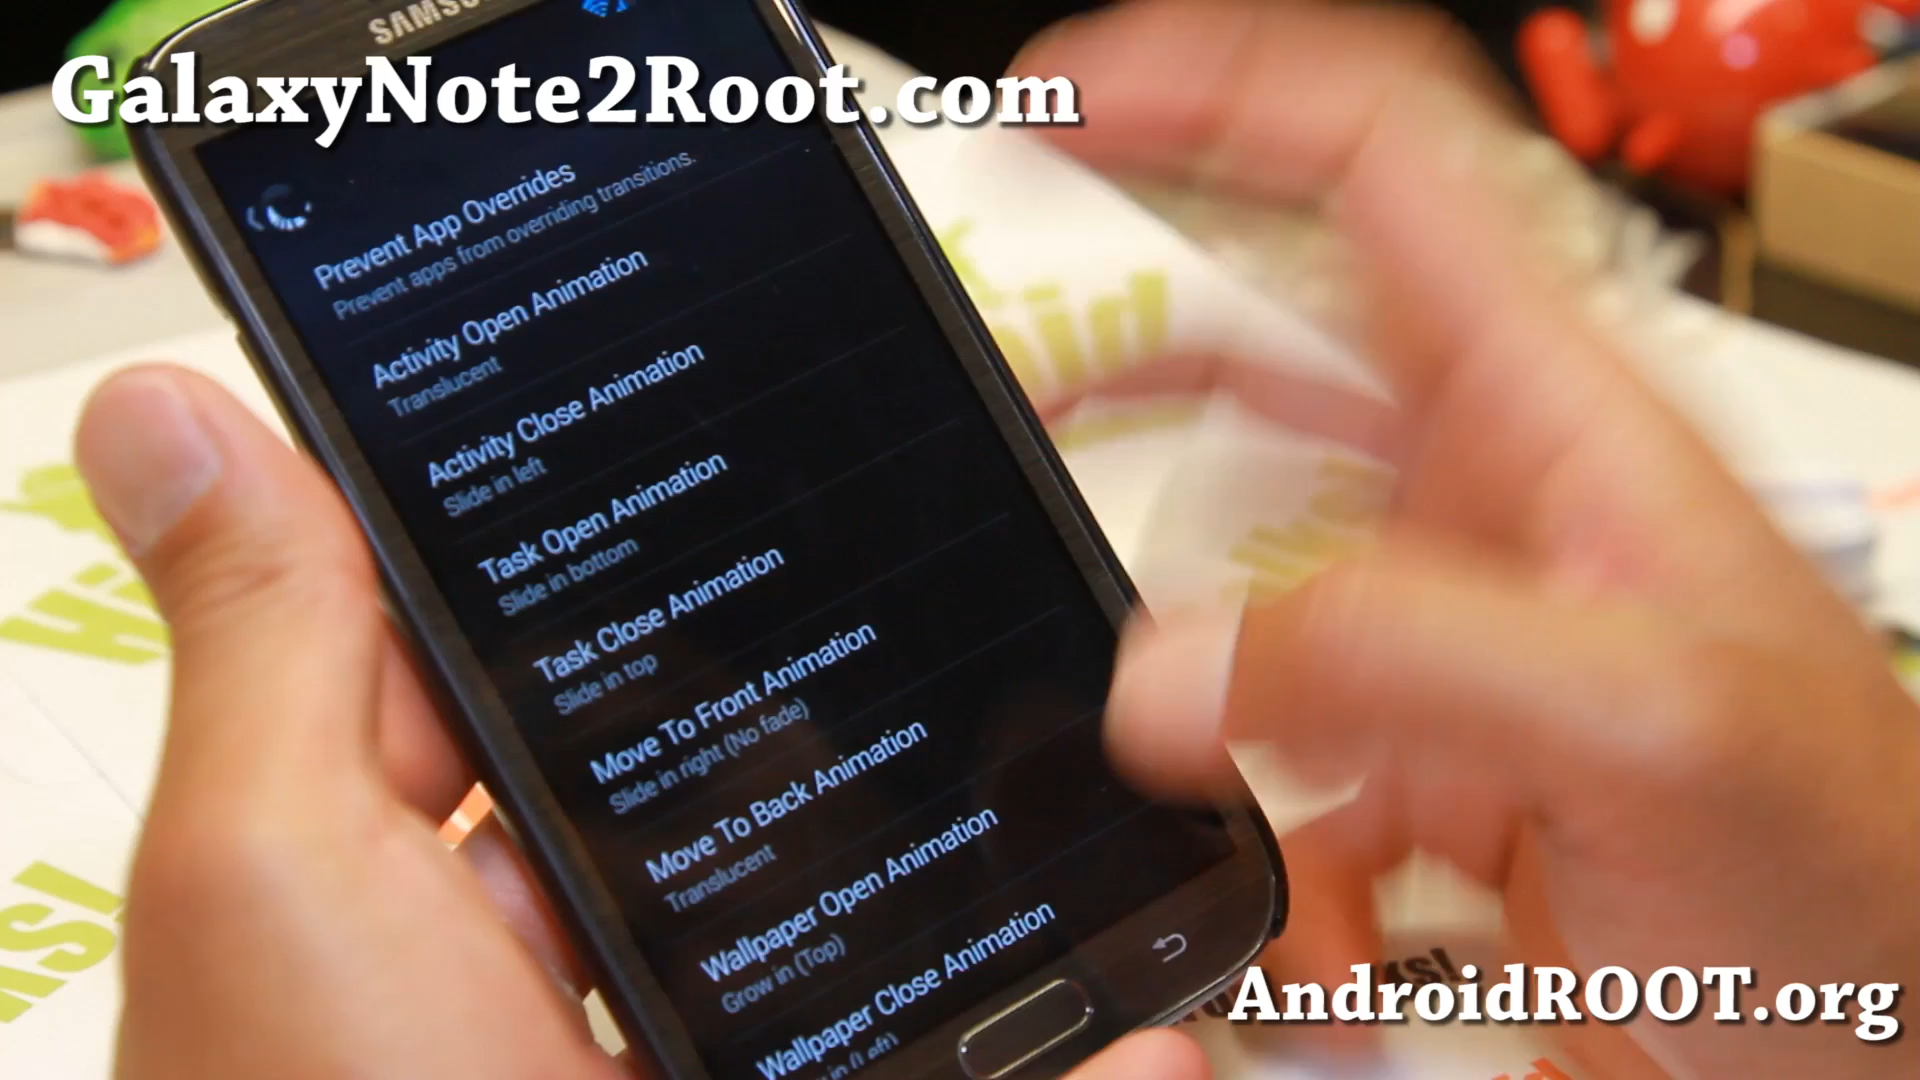 SAMSUNG
GalaxyNote2Root.com
Prevent App Overrides
Prevent apps from overriding transitions.
Activity Open Animation
Translucent
Activity Close Animation
Slide in left
Task Open Animation
Slide in bottom
Task Close Animation
Slide in top
Move To Front Animation
Slide in right (No fade)
Move To Back Animation
Translucent
Wallpaper Open Animation
Grow in (Top)
Wallpaper Close Animation
in (Left)
AndroidROOT.org